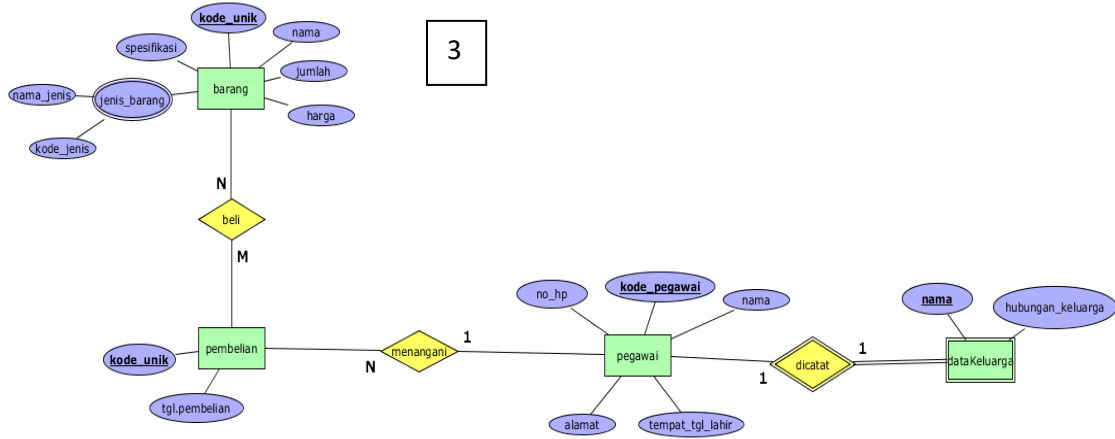 kode_unik
nama
3
spesifikasi
jumlah
barang
nama_jenis
jenis_barang
harga
kode_jenis
N
beli
M
no_hp
kode_pegawai
nama
nama
hubungan_keluarga
kode_unik
pembelian
menangani
1
N
pegawai
dicatat
1
1
dataKeluarga
tgl.pembelian
alamat
tempat_tgl_lahir